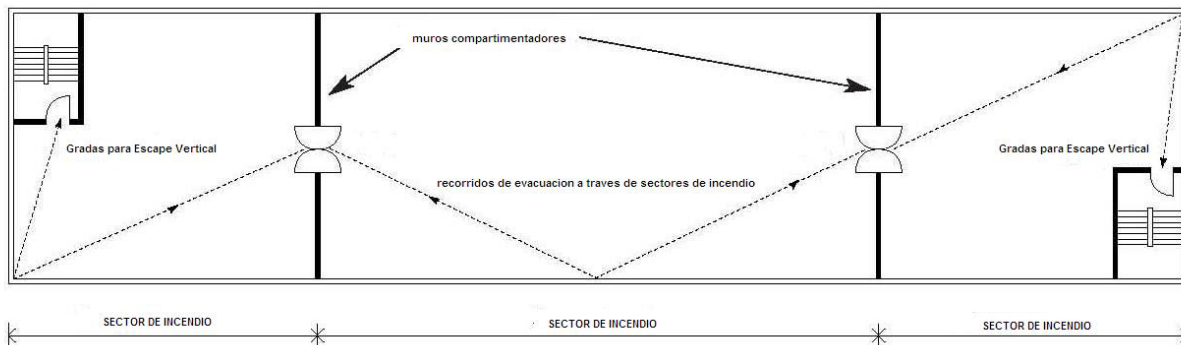 muros compartimentadores
Gradas para Escape Vertical
Gradas para Escape Vertical
recorridos de evacuacion a traves de sectores de incendio
SECTOR DE INCENDIO
SECTOR DE INCENDIO
SECTOR DE INCENDIO